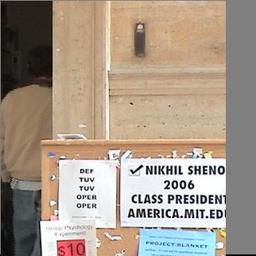 DEF
TUV
TUV
OPER
OPER
NIKHIL SHENO
2006
CLASS PRESIDENT
AMERICA.MIT.EDU
Group Psychology
Experiment
$10
PROJECT BLANKET